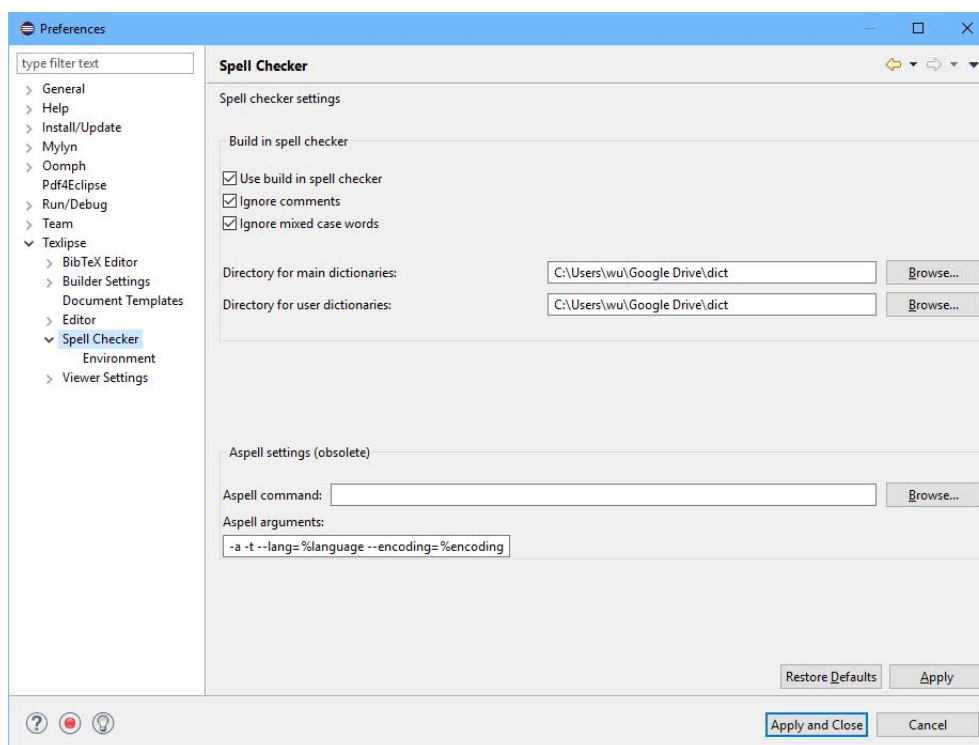 Preferences
type filter text
General
Help
Install/Update
Mylyn
Oomph
Pdf4Eclipse
Run/Debug
Team
Texlipse
BibTeX Editor
Builder Settings
Document Templates
Editor
Spell Checker
Environment
Viewer Settings
Spell Checker
Spell checker settings
Build in spell checker
Use build in spell checker
Ignore comments
Ignore mixed case words
Directory for main dictionaries: C:\Users\wu\Google Drive\dict Browse...
Directory for user dictionaries: C:\Users\wu\Google Drive\dict Browse...
Aspell settings (obsolete)
Aspell command: Browse...
Aspell arguments:
-a -t --lang=%language --encoding=%encoding
Restore Defaults Apply
Apply and Close Cancel